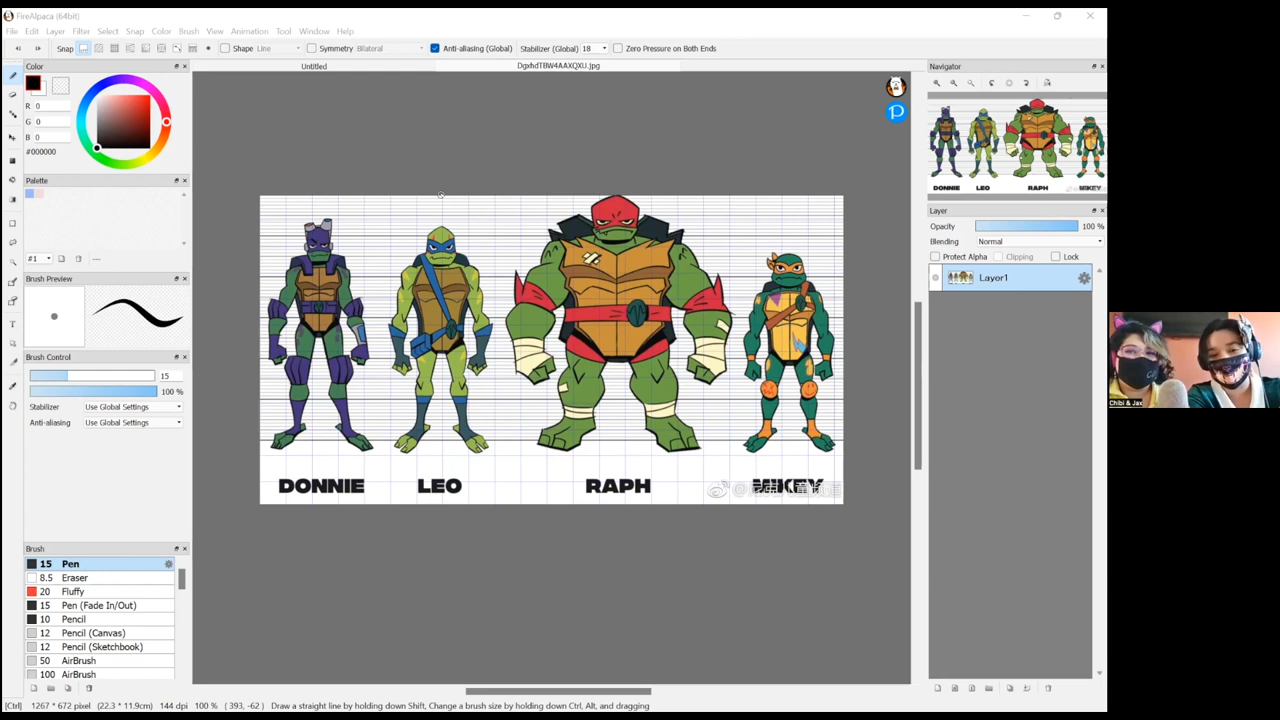 FireAlpaca (64bit)
File Edit Layer Filter Select Snap Color Brush View Animation Tool Window Help
Snap Shape Line Symmetry Bilateral Anti-aliasing (Global) Stabilizer (Global) 18 Zero Pressure on Both Ends
Color Untitled DgxhdTBW4AAXQXU.jpg Navigator
R 0
G 0
B 0
#000000
Palette
DONNIE LEO RAPH MIKEY
Layer
Opacity 100 %
Blending Normal
#1 ---
Protect Alpha Clipping Lock
Brush Preview
Layer1
Brush Control
15
100 %
Stabilizer Use Global Settings
Anti-aliasing Use Global Settings
Chibi & Jax
DONNIE LEO RAPH MIKEY
Brush
15 Pen
8.5 Eraser
20 Fluffy
15 Pen (Fade In/Out)
10 Pencil
12 Pencil (Canvas)
12 Pencil (Sketchbook)
50 AirBrush
100 AirBrush
[Ctrl] 1267 * 672 pixel (22.3 * 11.9cm) 144 dpi 100 % ( 393, -62 ) Draw a straight line by holding down Shift, Change a brush size by holding down Ctrl, Alt, and dragging